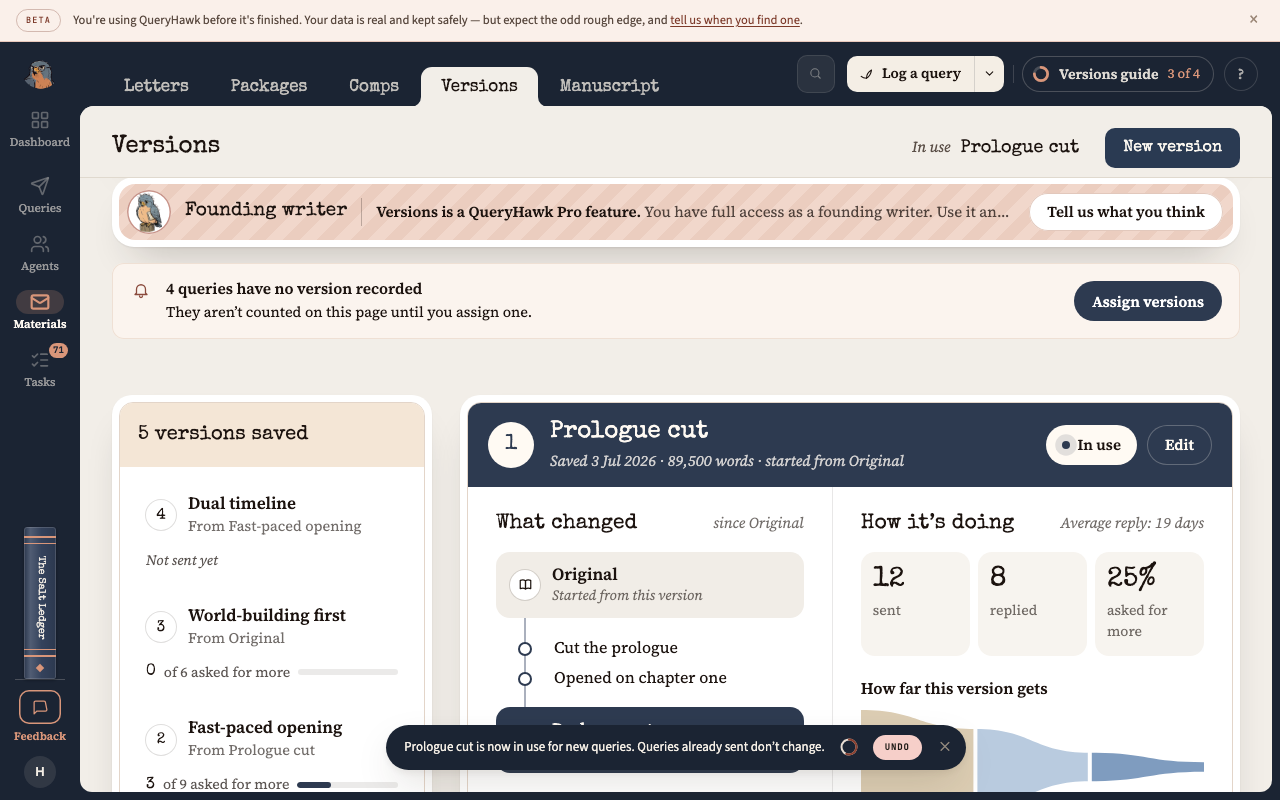 BETA
You're using QueryHawk before it's finished. Your data is real and kept safely — but expect the odd rough edge, and tell us when you find one.
Letters
Packages
Comps
Versions
Manuscript
Log a query
Versions guide 3 of 4
?
Dashboard
Queries
Agents
Materials
71
Tasks
The Salt Ledger
Feedback
H
Versions
In use Prologue cut
New version
Founding writer
Versions is a QueryHawk Pro feature. You have full access as a founding writer. Use it an...
Tell us what you think
4 queries have no version recorded
They aren’t counted on this page until you assign one.
Assign versions
5 versions saved
4
Dual timeline
From Fast-paced opening
Not sent yet
3
World-building first
From Original
0 of 6 asked for more
2
Fast-paced opening
From Prologue cut
3 of 9 asked for more
1
Prologue cut
Saved 3 Jul 2026 · 89,500 words · started from Original
In use
Edit
What changed
since Original
Original
Started from this version
Cut the prologue
Opened on chapter one
How it’s doing
Average reply: 19 days
12
sent
8
replied
25%
asked for
more
How far this version gets
Prologue cut is now in use for new queries. Queries already sent don’t change.
UNDO